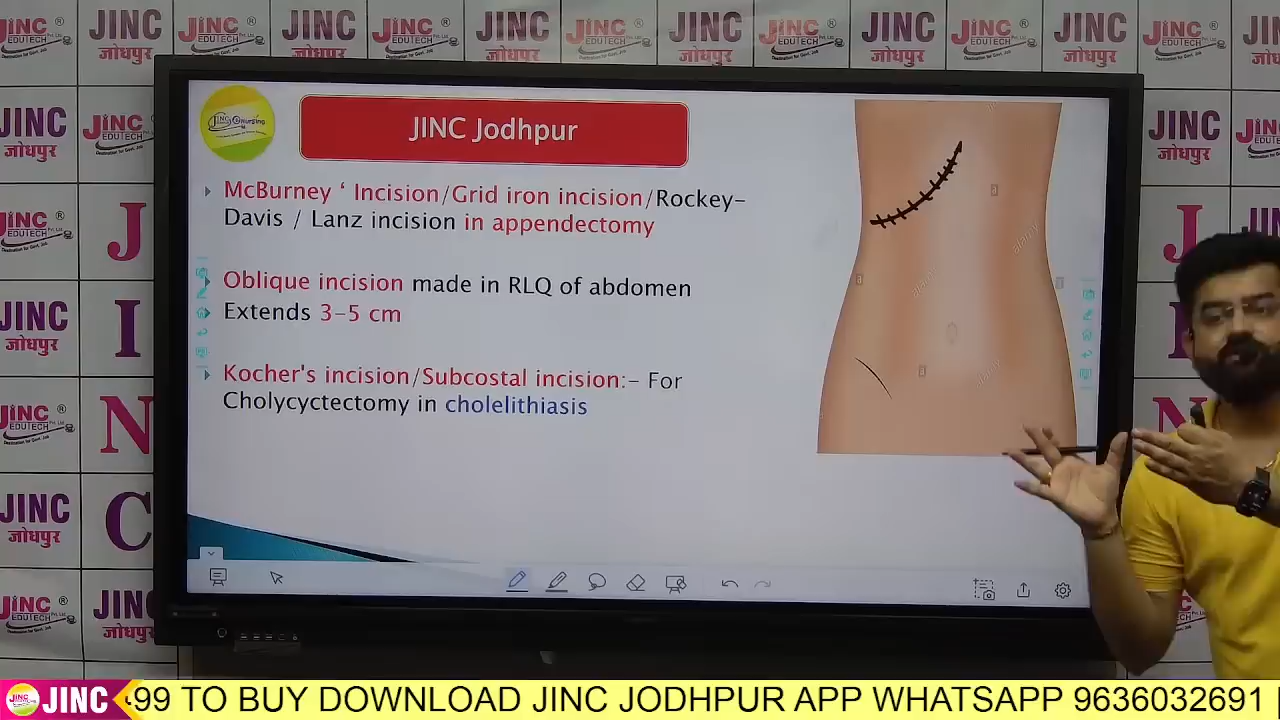 JINC Jodhpur
McBurney ‘ Incision/Grid iron incision/Rockey-
Davis / Lanz incision in appendectomy
Oblique incision made in RLQ of abdomen
Extends 3-5 cm
Kocher's incision/Subcostal incision:- For
Cholycyctectomy in cholelithiasis
alamy
JINC
EDUTECH
जोधपुर
J
I
N
C
JINC
-99 TO BUY DOWNLOAD JINC JODHPUR APP WHATSAPP 9636032691